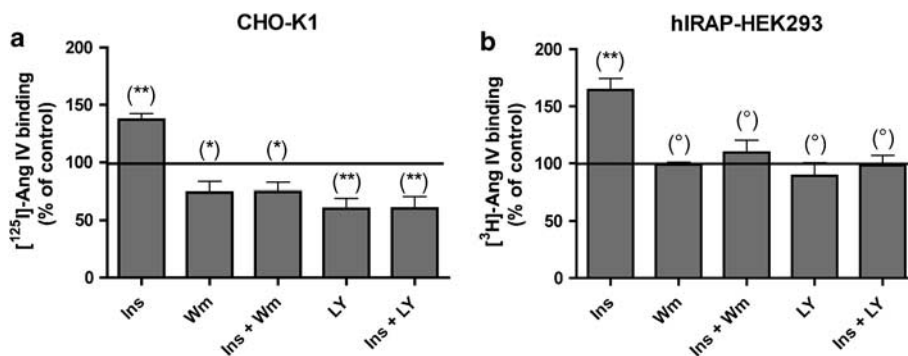 a
CHO-K1
[¹²⁵I]-Ang IV binding
(% of control)
200
150
100
50
0
(**)
(*)
(*)
(**)
(**)
Ins
Wm
Ins + Wm
LY
Ins + LY
b
hIRAP-HEK293
[³H]-Ang IV binding
(% of control)
200
150
100
50
0
(**)
(°)
(°)
(°)
(°)
Ins
Wm
Ins + Wm
LY
Ins + LY